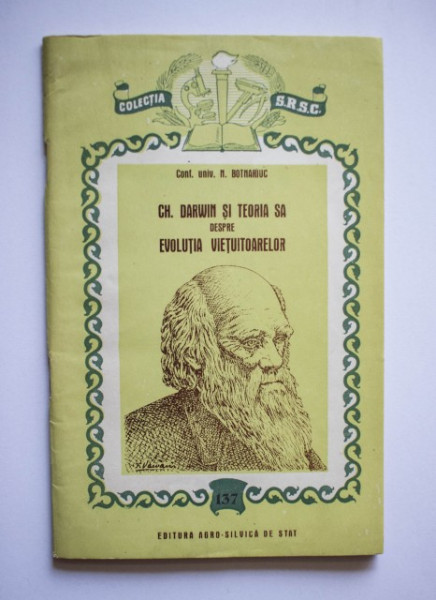 COLECȚIA S.R.S.C.
Conf. univ. N. BOTNARIUC
CH. DARWIN ȘI TEORIA SA
DESPRE
EVOLUȚIA VIEȚUITOARELOR
137
EDITURA AGRO-SILVICĂ DE STAT